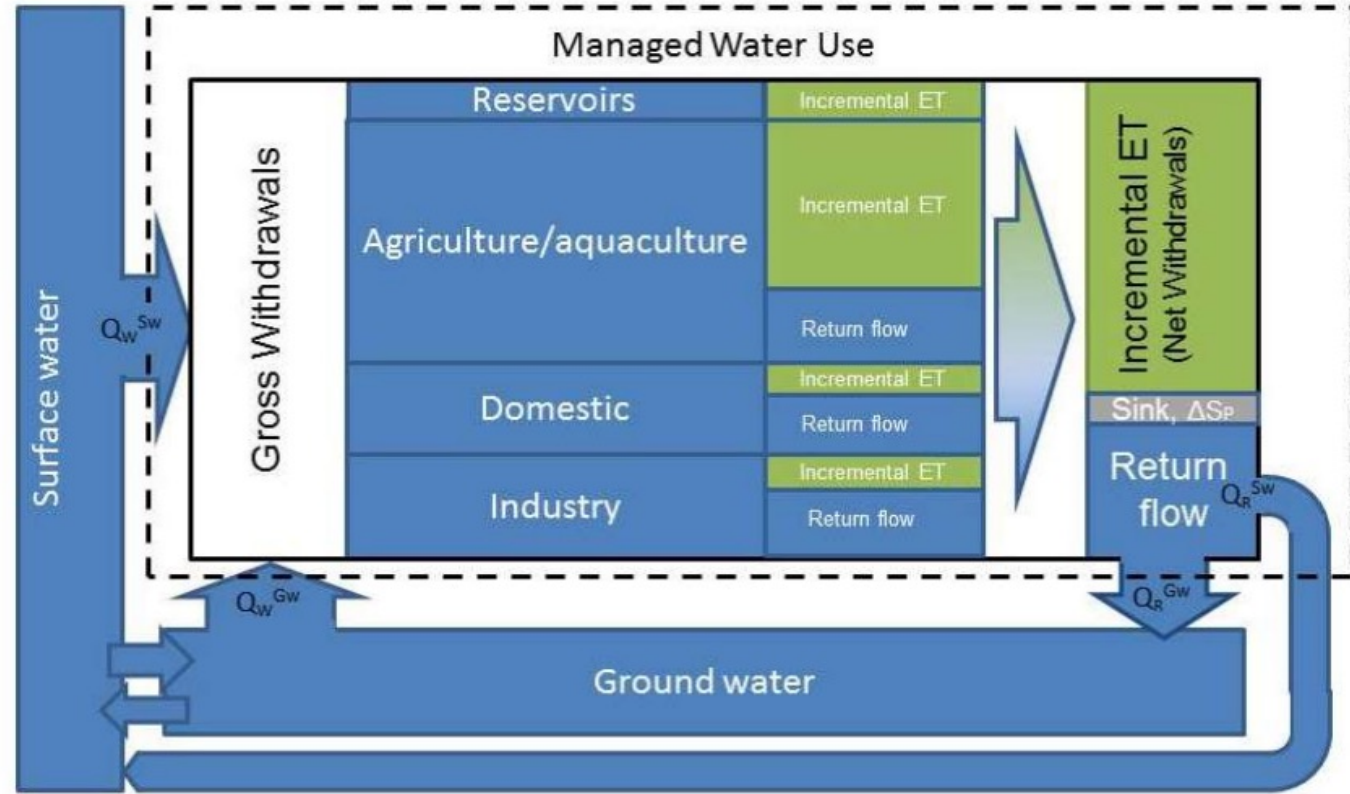 Managed Water Use
Surface water
Q_W^Sw
Gross Withdrawals
Reservoirs
Incremental ET
Agriculture/aquaculture
Incremental ET
Return flow
Domestic
Incremental ET
Return flow
Industry
Incremental ET
Return flow
Incremental ET
(Net Withdrawals)
Sink, ΔS_P
Return
flow
Q_R^Sw
Q_W^Gw
Q_R^Gw
Ground water